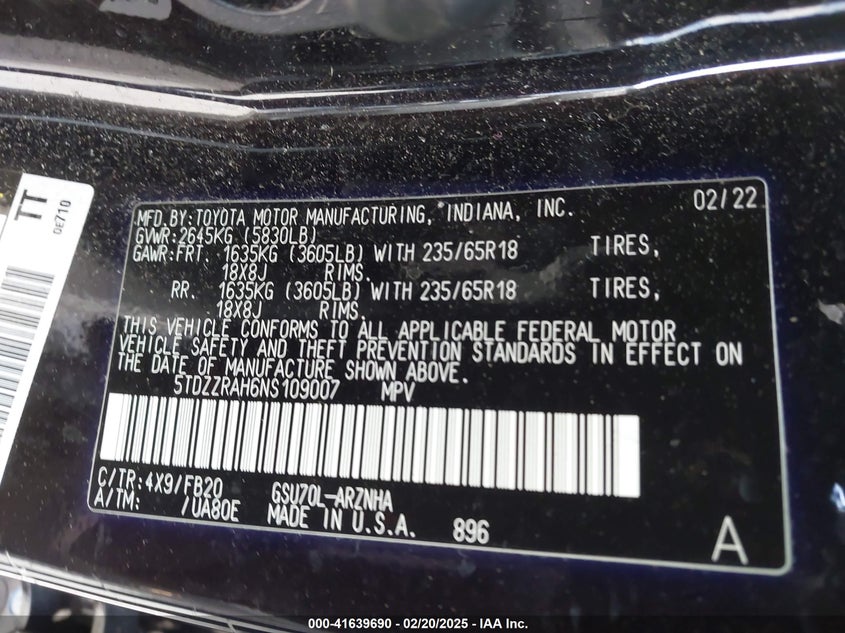 TT
0E710
MFD. BY: TOYOTA MOTOR MANUFACTURING, INDIANA, INC. 02/22
GVWR: 2645KG (5830LB)
GAWR: FRT. 1635KG (3605LB) WITH 235/65R18 TIRES,
18X8J RIMS.
RR. 1635KG (3605LB) WITH 235/65R18 TIRES,
18X8J RIMS.
THIS VEHICLE CONFORMS TO ALL APPLICABLE FEDERAL MOTOR
VEHICLE SAFETY AND THEFT PREVENTION STANDARDS IN EFFECT ON
THE DATE OF MANUFACTURE SHOWN ABOVE.
5TDZZRAH6NS109007 MPV
C/TR: 4X9/FB20 GSU70L-ARZNHA
A/TM: /UA80E MADE IN U.S.A. 896
A
000-41639690 - 02/20/2025 - IAA Inc.